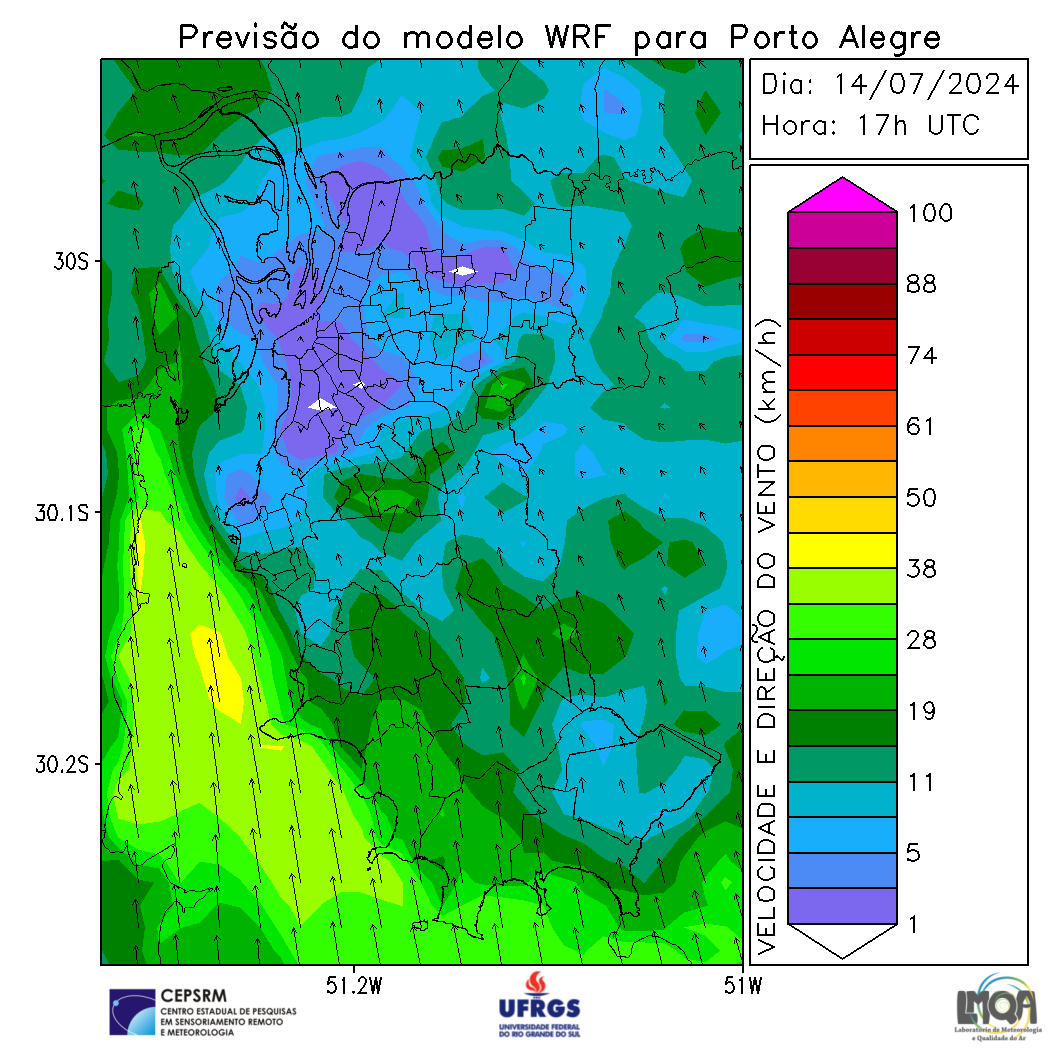 Previsão do modelo WRF para Porto Alegre
Dia: 14/07/2024
Hora: 17h UTC
30S
30.1S
30.2S
51.2W
51W
VELOCIDADE E DIREÇÃO DO VENTO (km/h)
100
88
74
61
50
38
28
19
11
5
1
CEPSRM
CENTRO ESTADUAL DE PESQUISAS
EM SENSORIAMENTO REMOTO
E METEOROLOGIA
UFRGS
UNIVERSIDADE FEDERAL
DO RIO GRANDE DO SUL
LMQA
Laboratório de Meteorologia
e Qualidade do Ar